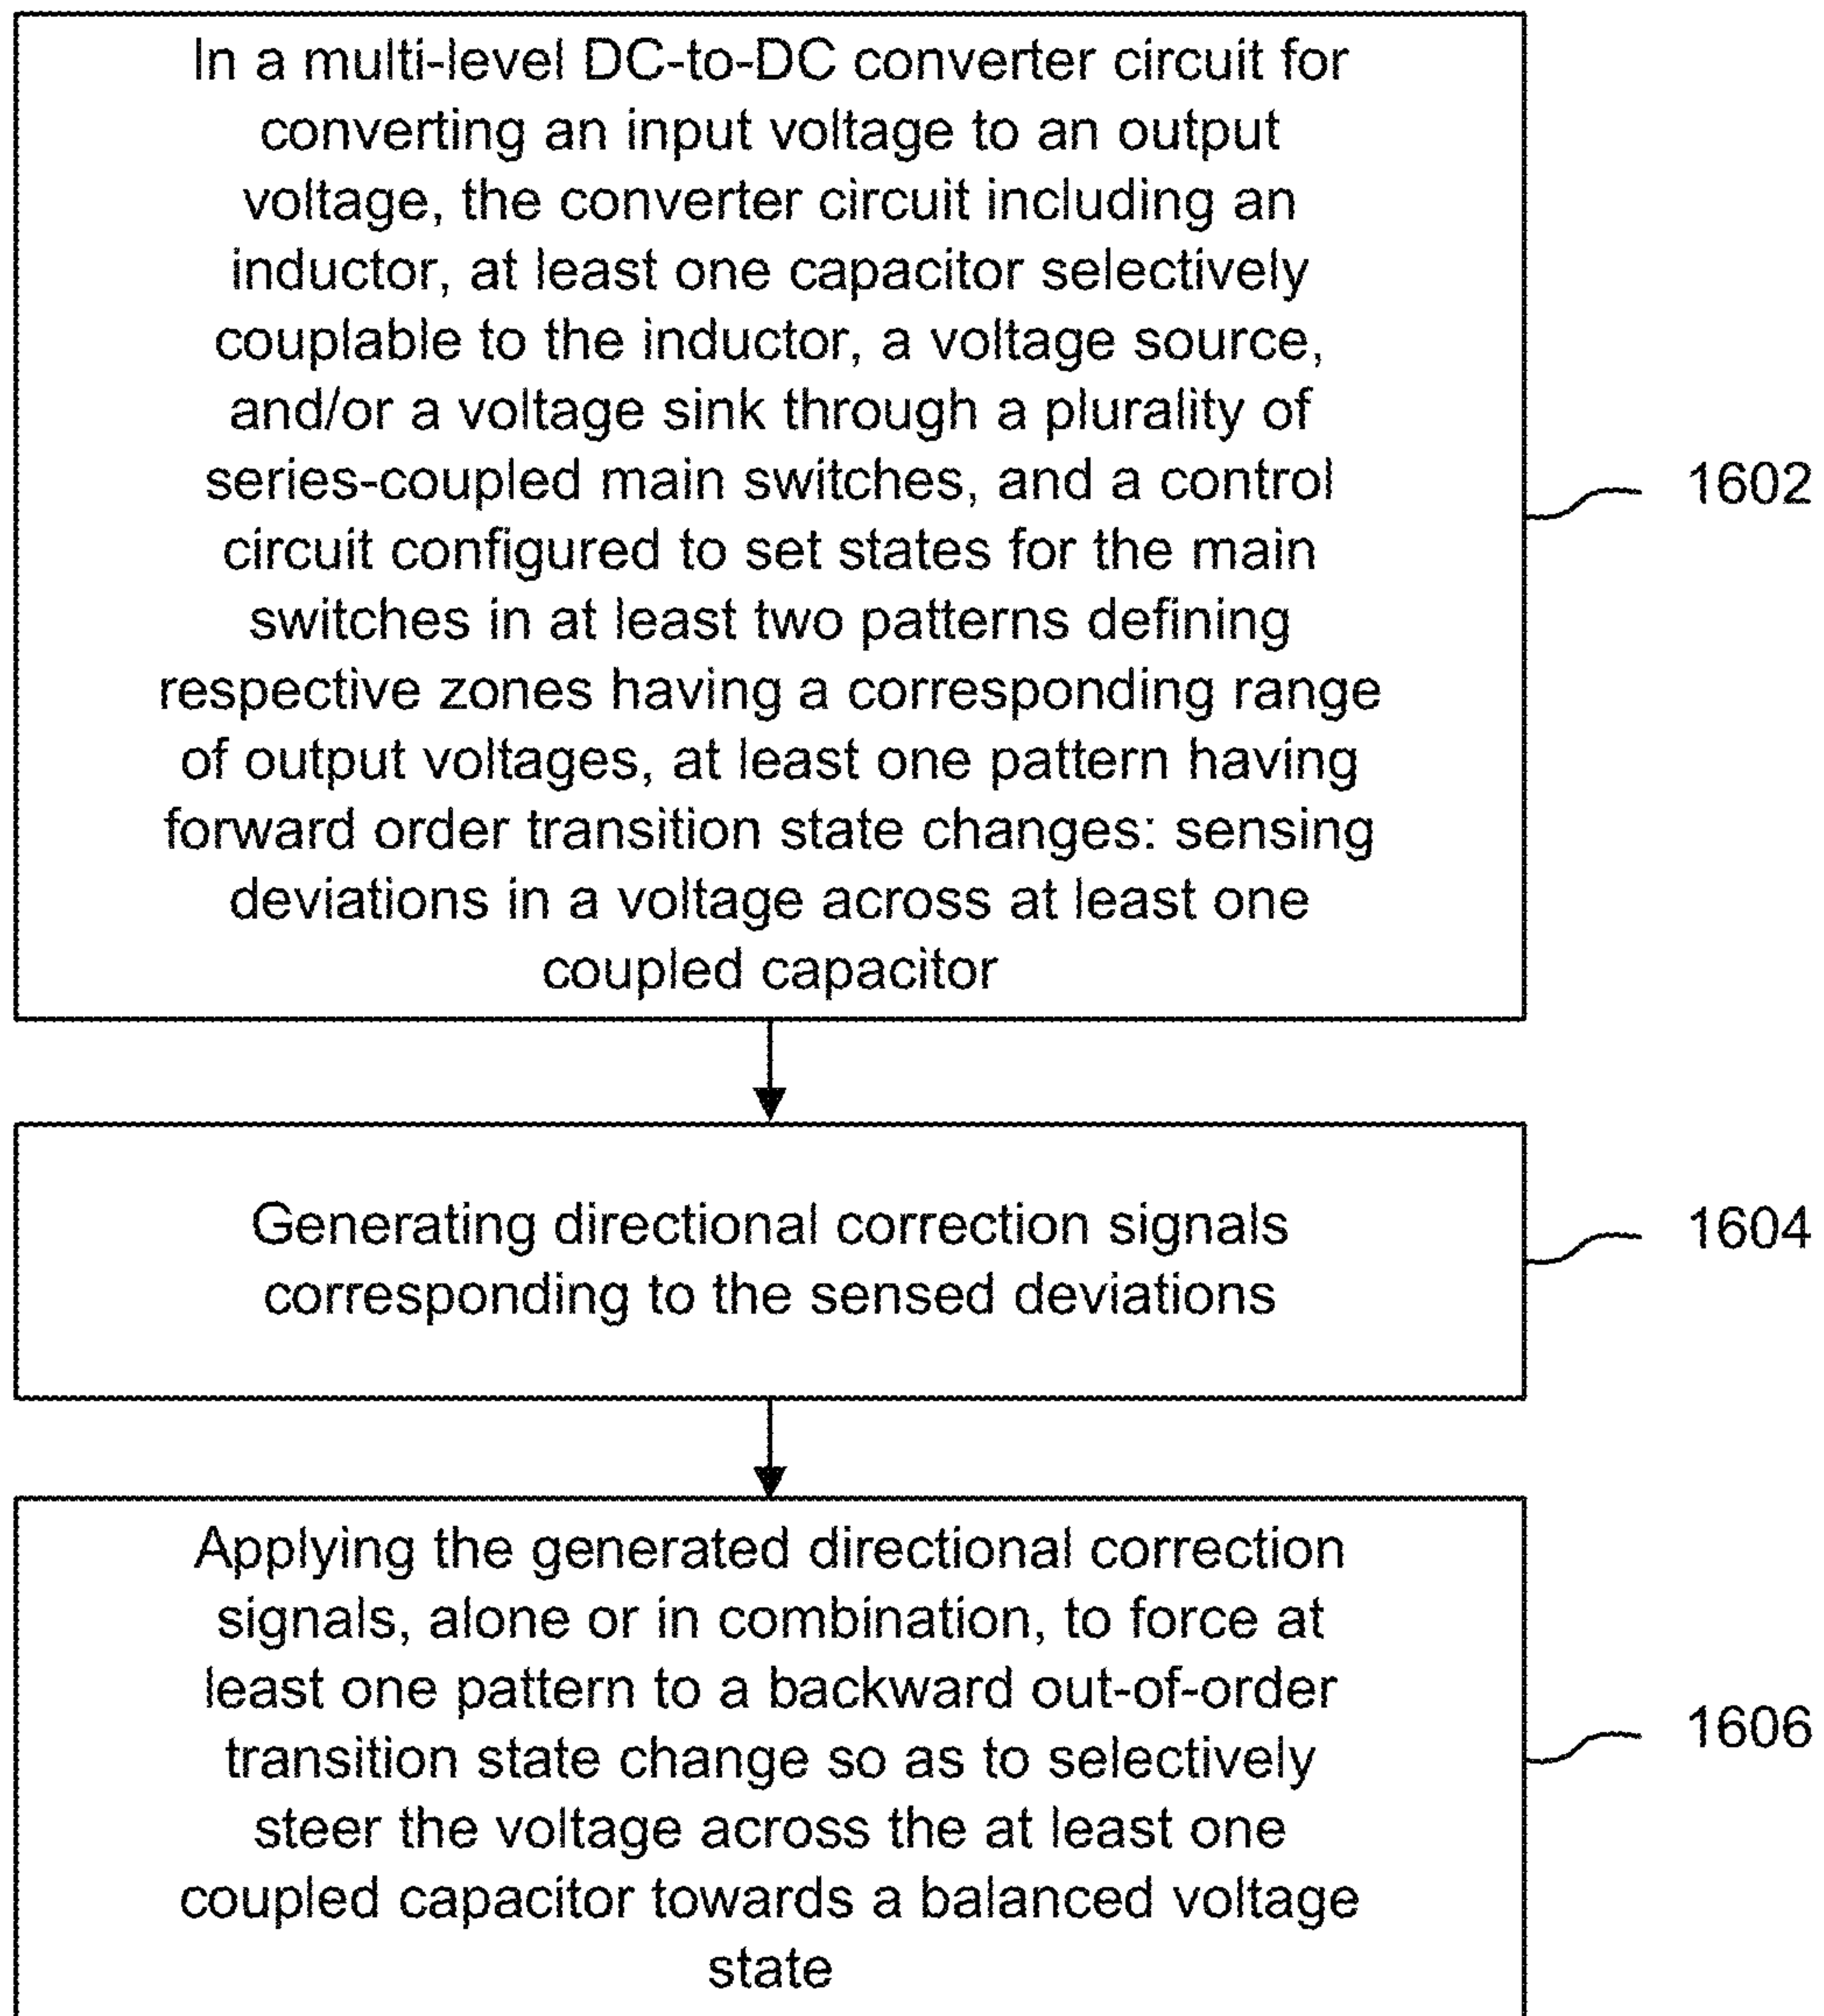 In a multi-level DC-to-DC converter circuit for
converting an input voltage to an output
voltage, the converter circuit including an
inductor, at least one capacitor selectively
couplable to the inductor, a voltage source,
and/or a voltage sink through a plurality of
series-coupled main switches, and a control
circuit configured to set states for the main
switches in at least two patterns defining
respective zones having a corresponding range
of output voltages, at least one pattern having
forward order transition state changes: sensing
deviations in a voltage across at least one
coupled capacitor
1602
Generating directional correction signals
corresponding to the sensed deviations
1604
Applying the generated directional correction
signals, alone or in combination, to force at
least one pattern to a backward out-of-order
transition state change so as to selectively
steer the voltage across the at least one
coupled capacitor towards a balanced voltage
state
1606